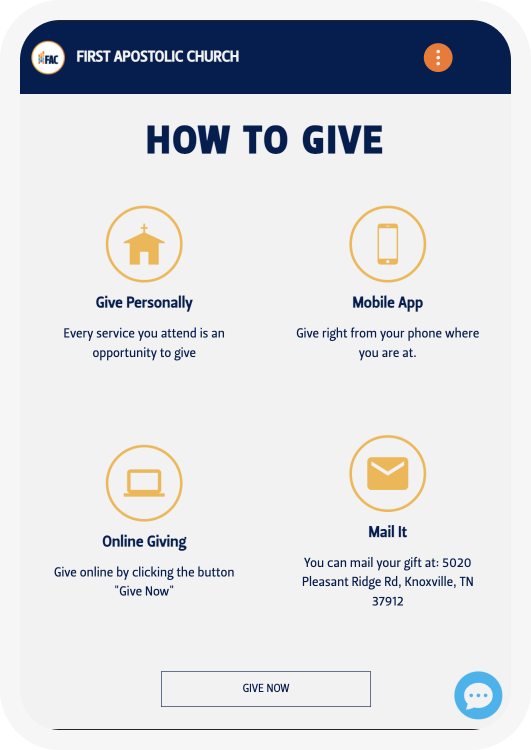 FAC
FIRST APOSTOLIC CHURCH
HOW TO GIVE
Give Personally
Every service you attend is an
opportunity to give
Mobile App
Give right from your phone where
you are at.
Online Giving
Give online by clicking the button
"Give Now"
Mail It
You can mail your gift at: 5020
Pleasant Ridge Rd, Knoxville, TN
37912
GIVE NOW